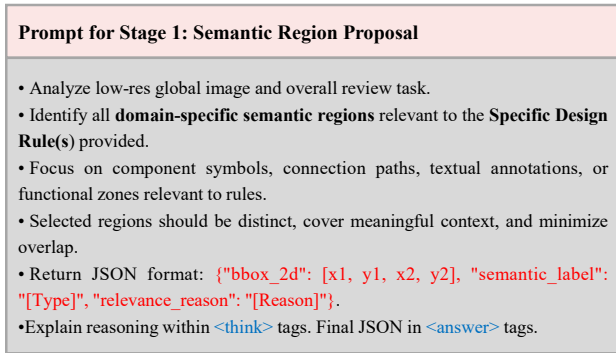 Prompt for Stage 1: Semantic Region Proposal
• Analyze low-res global image and overall review task.
• Identify all domain-specific semantic regions relevant to the Specific Design
Rule(s) provided.
• Focus on component symbols, connection paths, textual annotations, or
functional zones relevant to rules.
• Selected regions should be distinct, cover meaningful context, and minimize
overlap.
• Return JSON format: {"bbox_2d": [x1, y1, x2, y2], "semantic_label":
"[Type]", "relevance_reason": "[Reason]"}.
•Explain reasoning within <think> tags. Final JSON in <answer> tags.